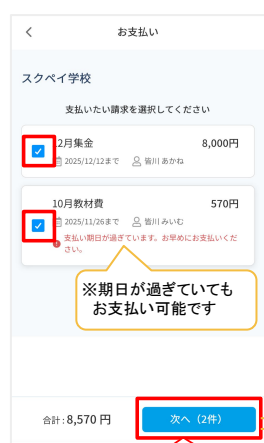 お支払い
スクペイ学校
支払いたい請求を選択してください
12月集金 8,000円
2025/12/12まで 皆川 あかね
10月教材費 570円
2025/11/26まで 皆川 みいむ
支払い期日が過ぎています。お早めにお支払いくだ
さい。
※期日が過ぎていても
お支払い可能です
合計: 8,570 円 次へ（2件）